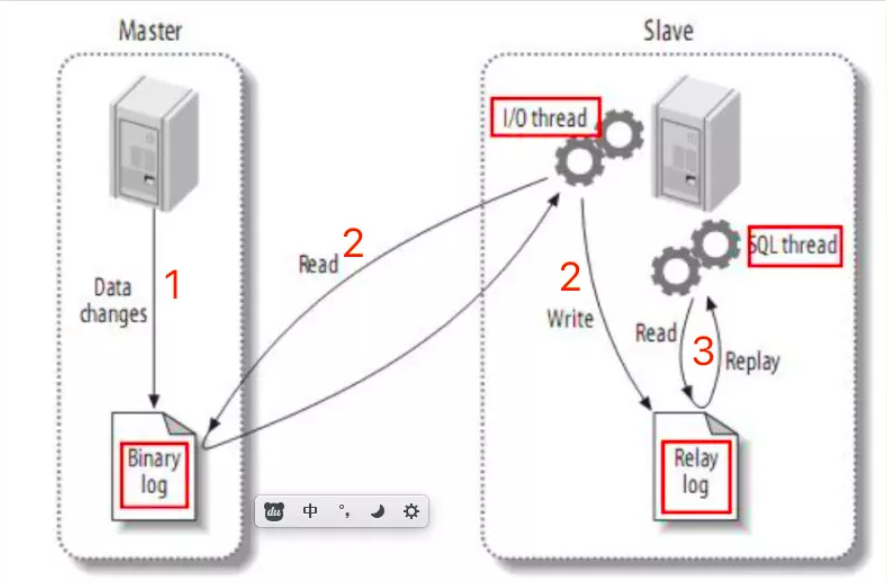 Master
Slave
I/O thread
SQL thread
Read
2
1
Data
changes
2
Write
Read
3
Replay
Binary
log
Relay
log
du 中 °,